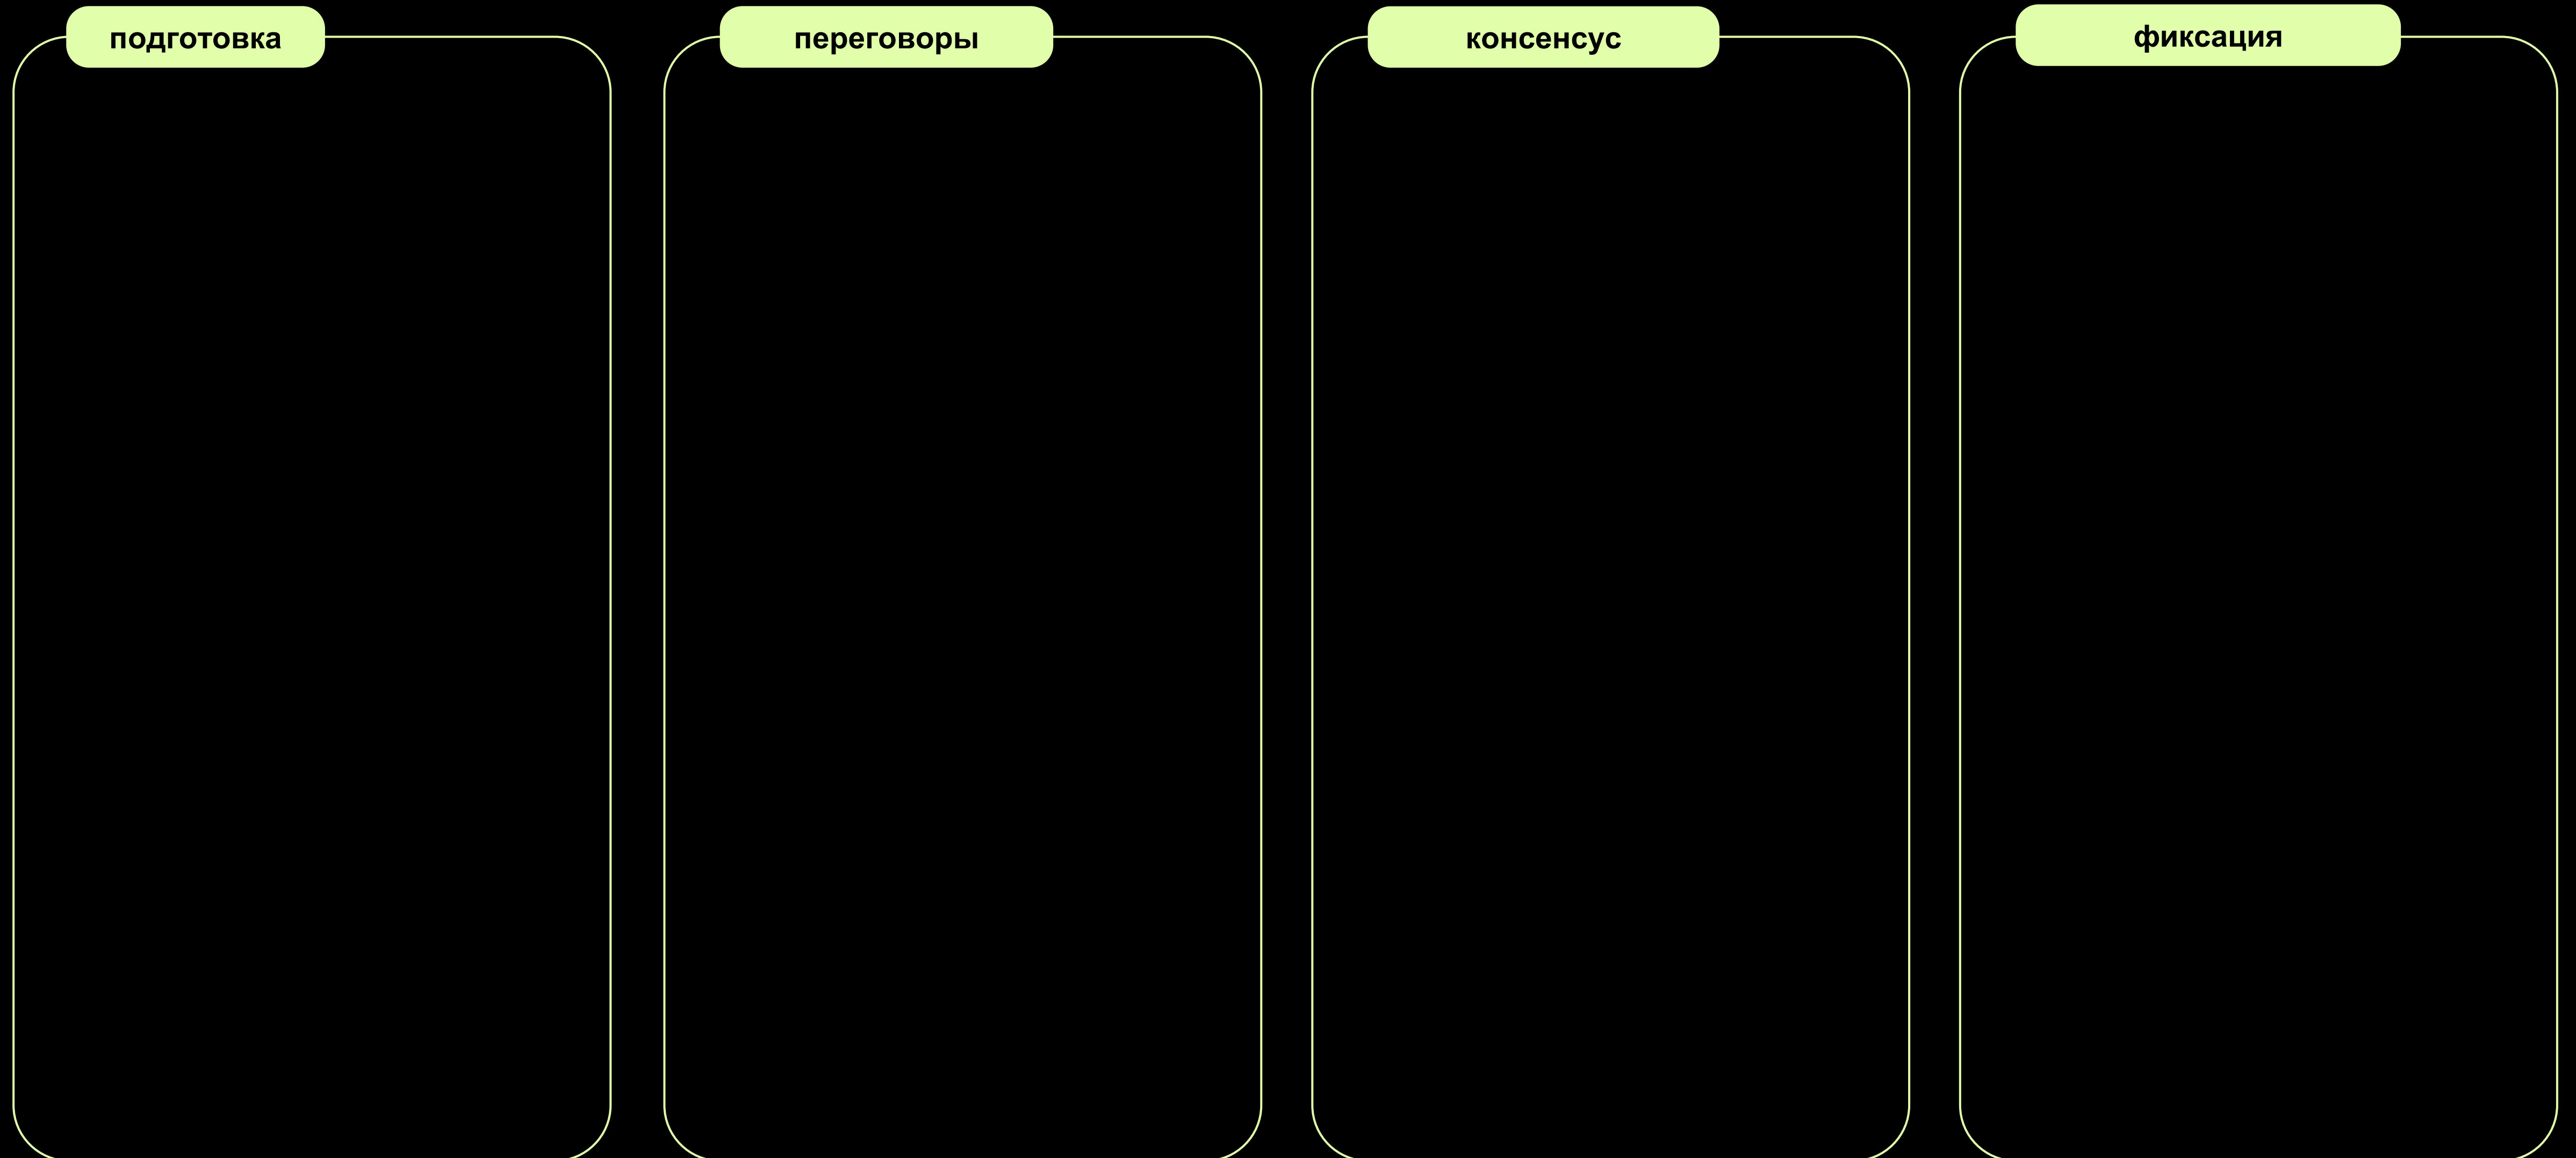 подготовка
переговоры
консенсус
фиксация